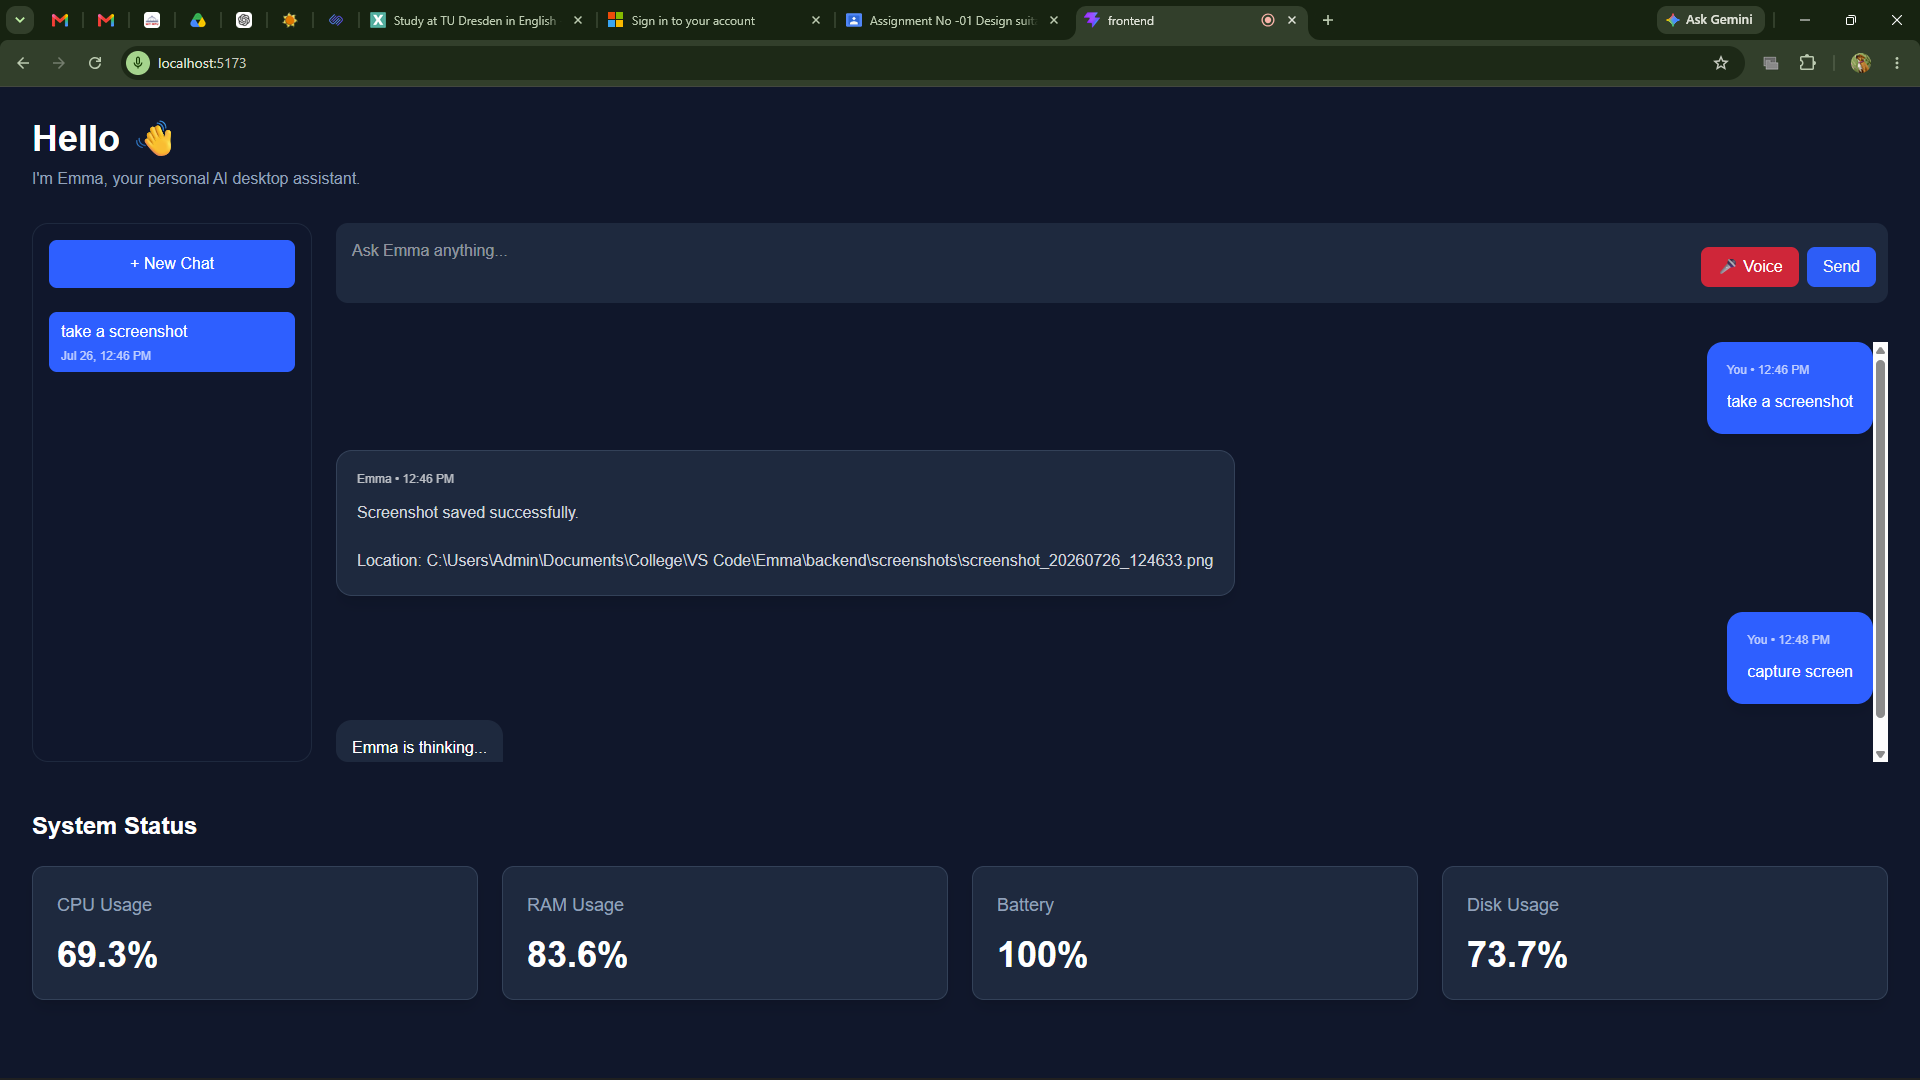 Study at TU Dresden in English
Sign in to your account
Assignment No -01 Design suit
frontend
Ask Gemini
localhost:5173
Hello 👋
I'm Emma, your personal AI desktop assistant.
+ New Chat
take a screenshot
Jul 26, 12:46 PM
Ask Emma anything...
🎤 Voice
Send
You • 12:46 PM
take a screenshot
Emma • 12:46 PM
Screenshot saved successfully.
Location: C:\Users\Admin\Documents\College\VS Code\Emma\backend\screenshots\screenshot_20260726_124633.png
You • 12:48 PM
capture screen
Emma is thinking...
System Status
CPU Usage
69.3%
RAM Usage
83.6%
Battery
100%
Disk Usage
73.7%